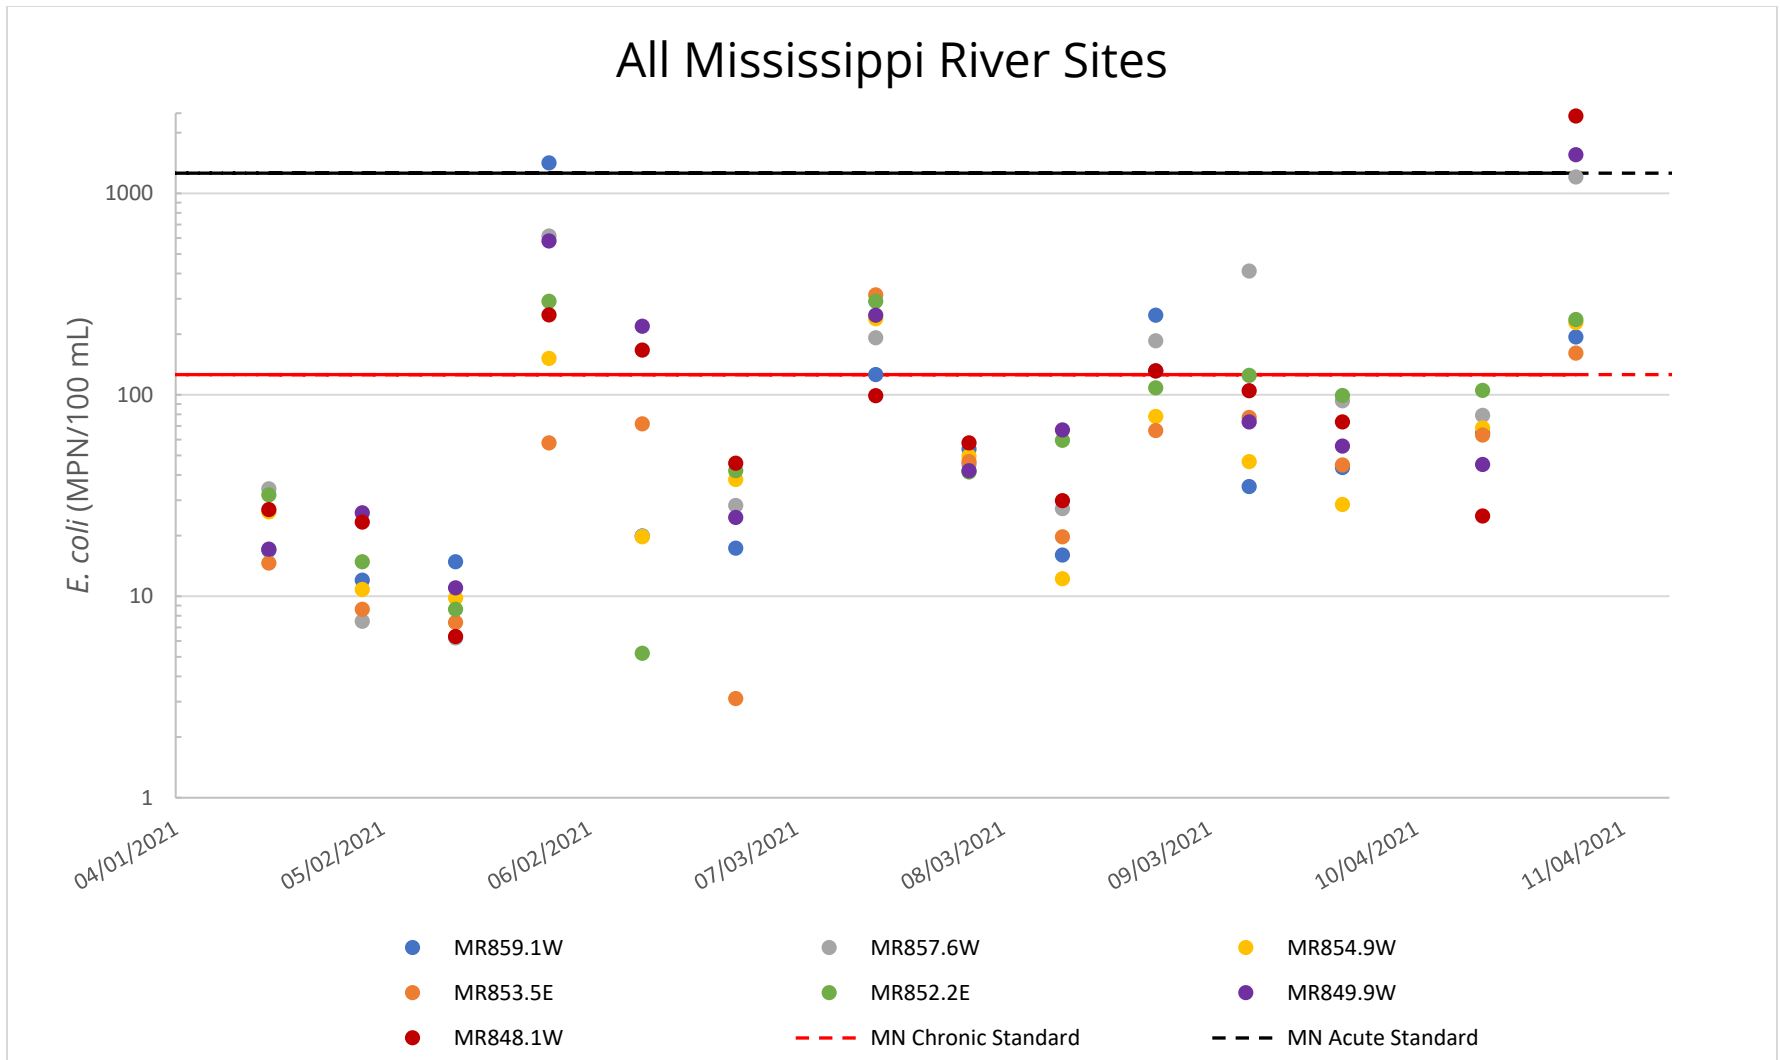 All Mississippi River Sites
E. coli (MPN/100 mL)
1000
100
10
1
04/01/2021
05/02/2021
06/02/2021
07/03/2021
08/03/2021
09/03/2021
10/04/2021
11/04/2021
MR859.1W
MR857.6W
MR854.9W
MR853.5E
MR852.2E
MR849.9W
MR848.1W
MN Chronic Standard
MN Acute Standard